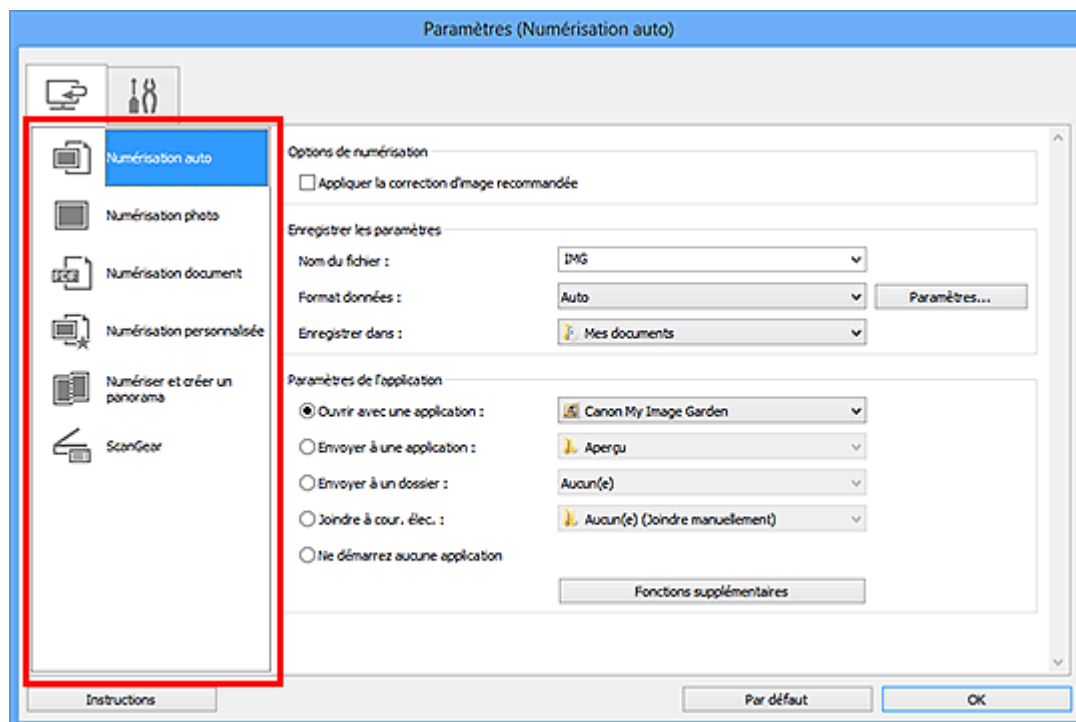 Paramètres (Numérisation auto)
Numérisation auto
Numérisation photo
Numérisation document
Numérisation personnalisée
Numériser et créer un
panorama
ScanGear
Options de numérisation
Appliquer la correction d'image recommandée
Enregistrer les paramètres
Nom du fichier :
IMG
Format données :
Auto
Paramètres...
Enregistrer dans :
Mes documents
Paramètres de l'application
Ouvrir avec une application :
Canon My Image Garden
Envoyer à une application :
Aperçu
Envoyer à un dossier :
Aucun(e)
Joindre à cour. élec. :
Aucun(e) (Joindre manuellement)
Ne démarrez aucune application
Fonctions supplémentaires
Instructions
Par défaut
OK